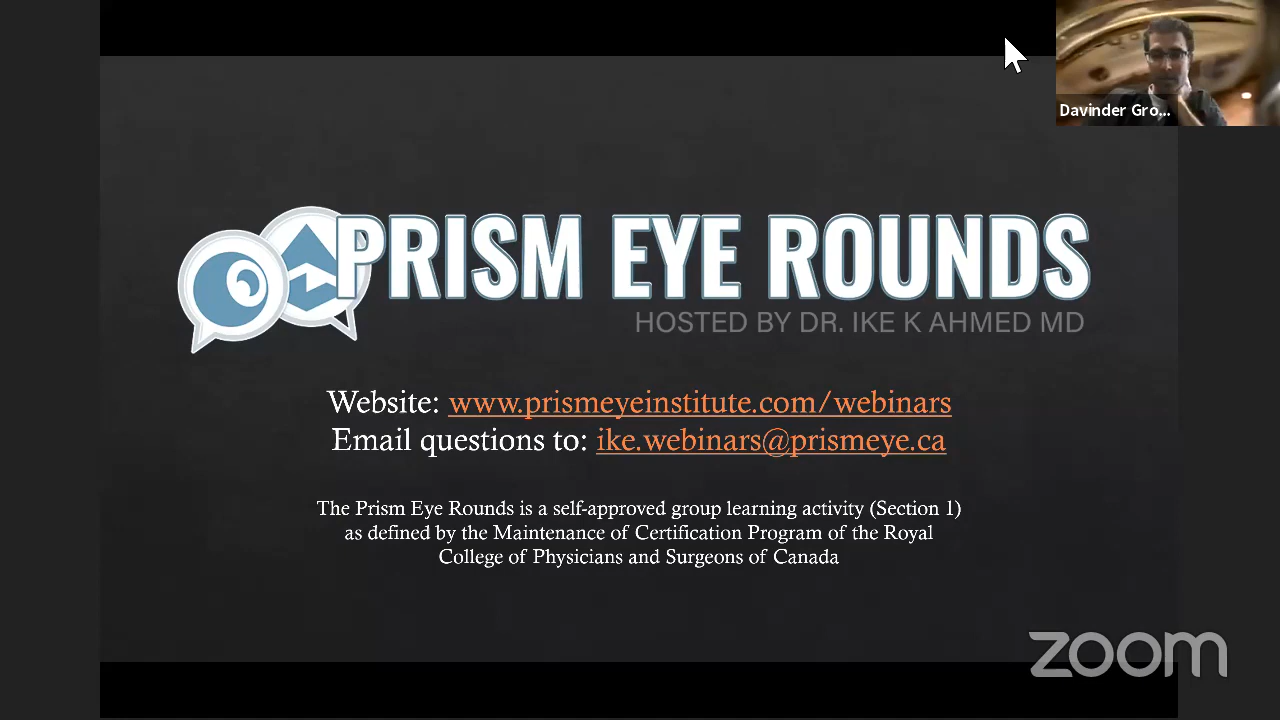 Davinder Gro...
PRISM EYE ROUNDS
HOSTED BY DR. IKE K AHMED MD
Website: www.prismeyeinstitute.com/webinars
Email questions to: ike.webinars@prismeye.ca
The Prism Eye Rounds is a self-approved group learning activity (Section 1)
as defined by the Maintenance of Certification Program of the Royal
College of Physicians and Surgeons of Canada
zoom